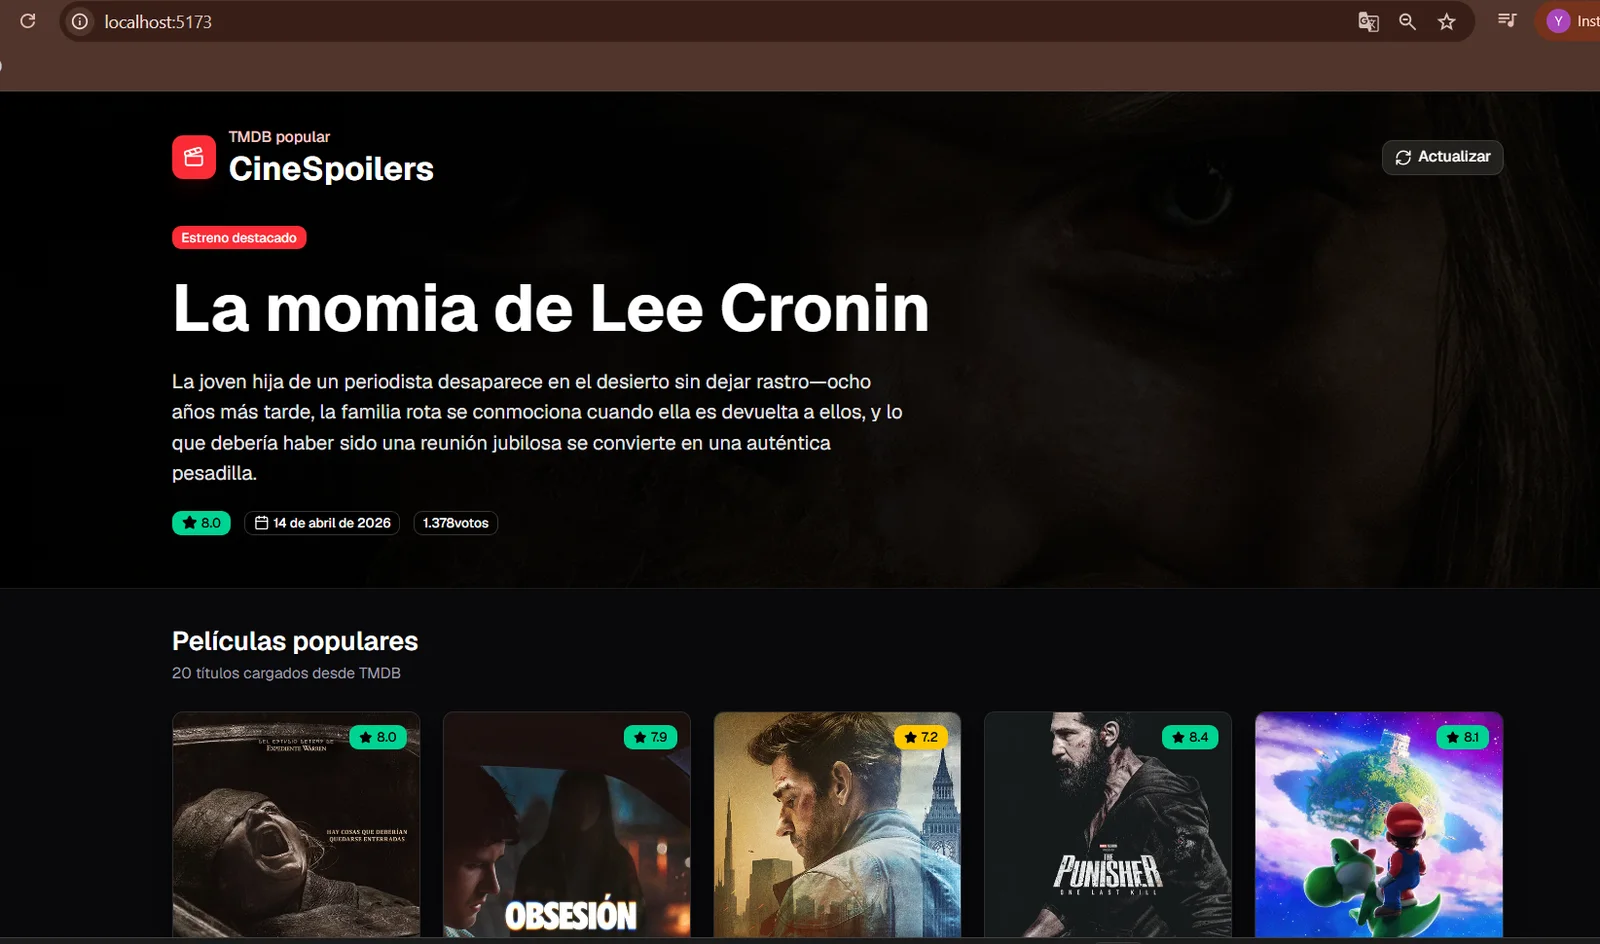 localhost:5173
Y
Inst
TMDB popular
CineSpoilers
Actualizar
Estreno destacado
La momia de Lee Cronin
La joven hija de un periodista desaparece en el desierto sin dejar rastro—ocho
años más tarde, la familia rota se conmociona cuando ella es devuelta a ellos, y lo
que debería haber sido una reunión jubilosa se convierte en una auténtica
pesadilla.
8.0
14 de abril de 2026
1.378votos
Películas populares
20 títulos cargados desde TMDB
8.0
EXPEDIENTE WARREN
HAY COSAS QUE DEBERÍAN
QUEDARSE ENTERRADAS
7.9
OBSESIÓN
7.2
8.4
THE
PUNISHER
ONE LAST KILL
8.1